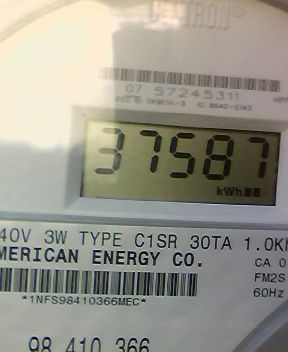 07 57245311
37587
kWh
40V 3W TYPE C1SR 30TA 1.0K
MERICAN ENERGY CO.
CA 0
FM2S
60Hz
*1NFS98410366MEC*
98 410 366